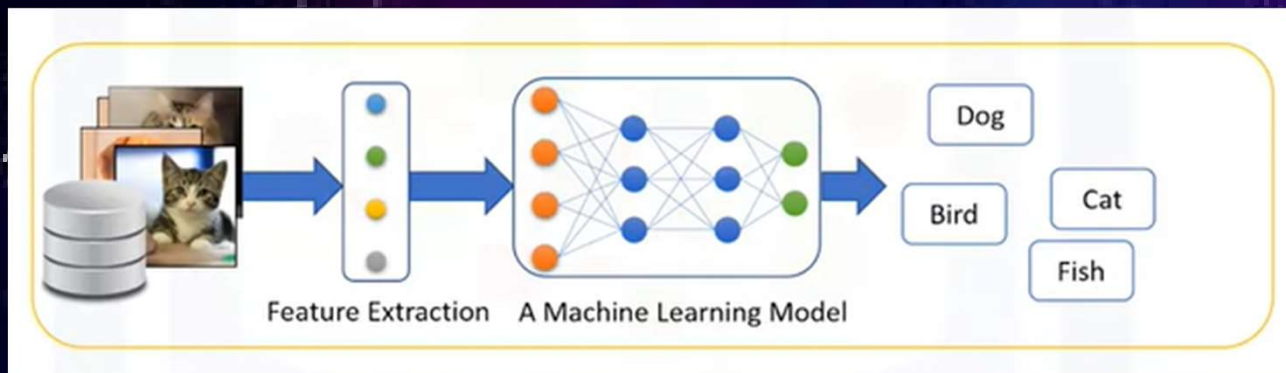 Dog
Bird
Cat
Fish
Feature Extraction
A Machine Learning Model